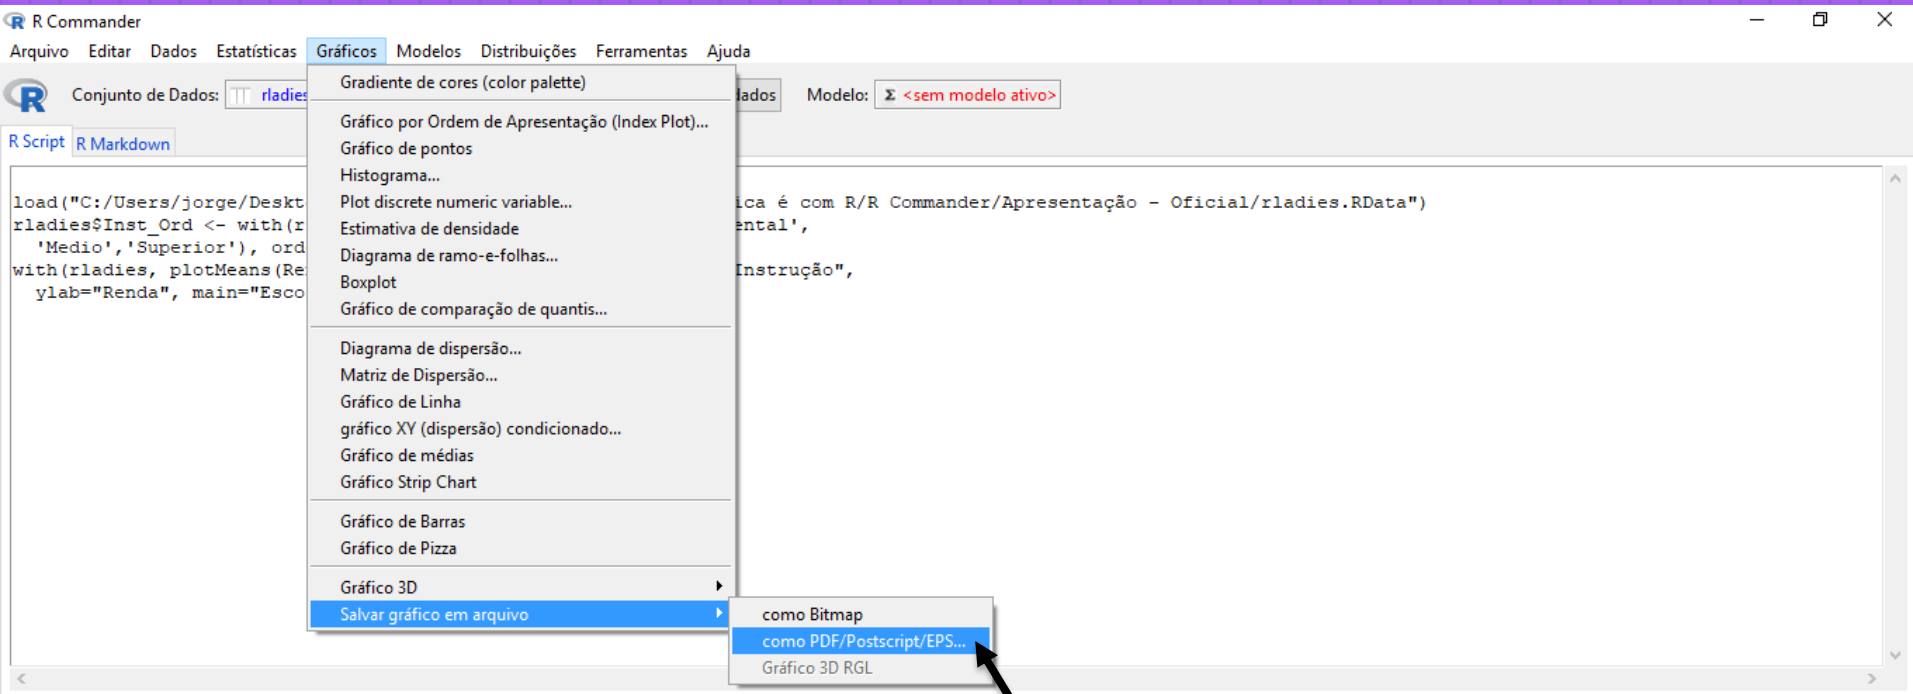 R Commander
Arquivo Editar Dados Estatísticas Gráficos Modelos Distribuições Ferramentas Ajuda
R Conjunto de Dados: rladies dados Modelo: Σ <sem modelo ativo>
R Script R Markdown
load("C:/Users/jorge/Deskt ica é com R/R Commander/Apresentação - Oficial/rladies.RData")
rladies$Inst_Ord <- with(r ental',
'Medio','Superior'), ord
with(rladies, plotMeans(Re Instrução",
ylab="Renda", main="Esco
Gradiente de cores (color palette)
Gráfico por Ordem de Apresentação (Index Plot)...
Gráfico de pontos
Histograma...
Plot discrete numeric variable...
Estimativa de densidade
Diagrama de ramo-e-folhas...
Boxplot
Gráfico de comparação de quantis...
Diagrama de dispersão...
Matriz de Dispersão...
Gráfico de Linha
gráfico XY (dispersão) condicionado...
Gráfico de médias
Gráfico Strip Chart
Gráfico de Barras
Gráfico de Pizza
Gráfico 3D
Salvar gráfico em arquivo
como Bitmap
como PDF/Postscript/EPS...
Gráfico 3D RGL